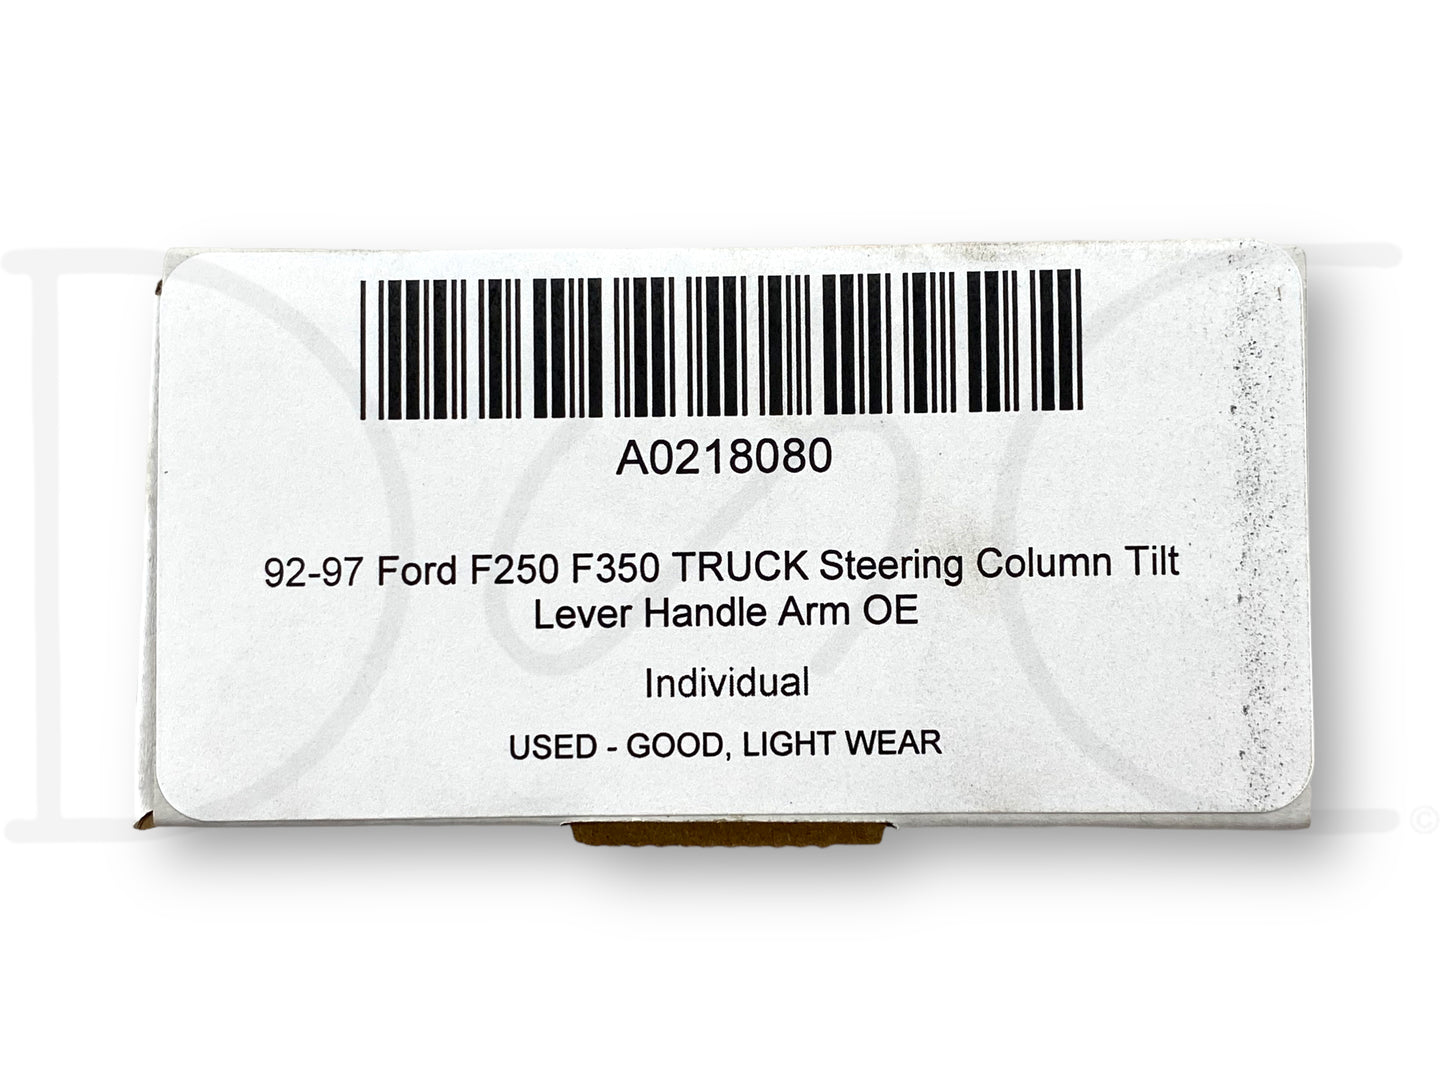 A0218080
92-97 Ford F250 F350 TRUCK Steering Column Tilt
Lever Handle Arm OE
Individual
USED - GOOD, LIGHT WEAR
©